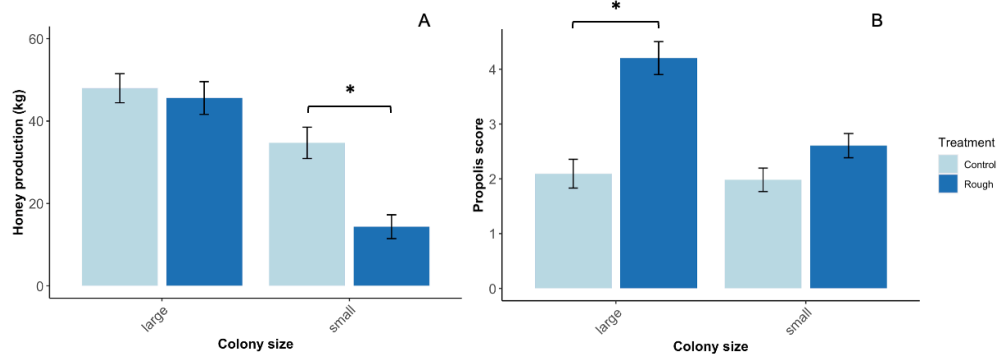 A
Honey production (kg)
60
40
20
0
*
large
small
Colony size
B
Propolis score
4
3
2
1
0
*
large
small
Colony size
Treatment
Control
Rough